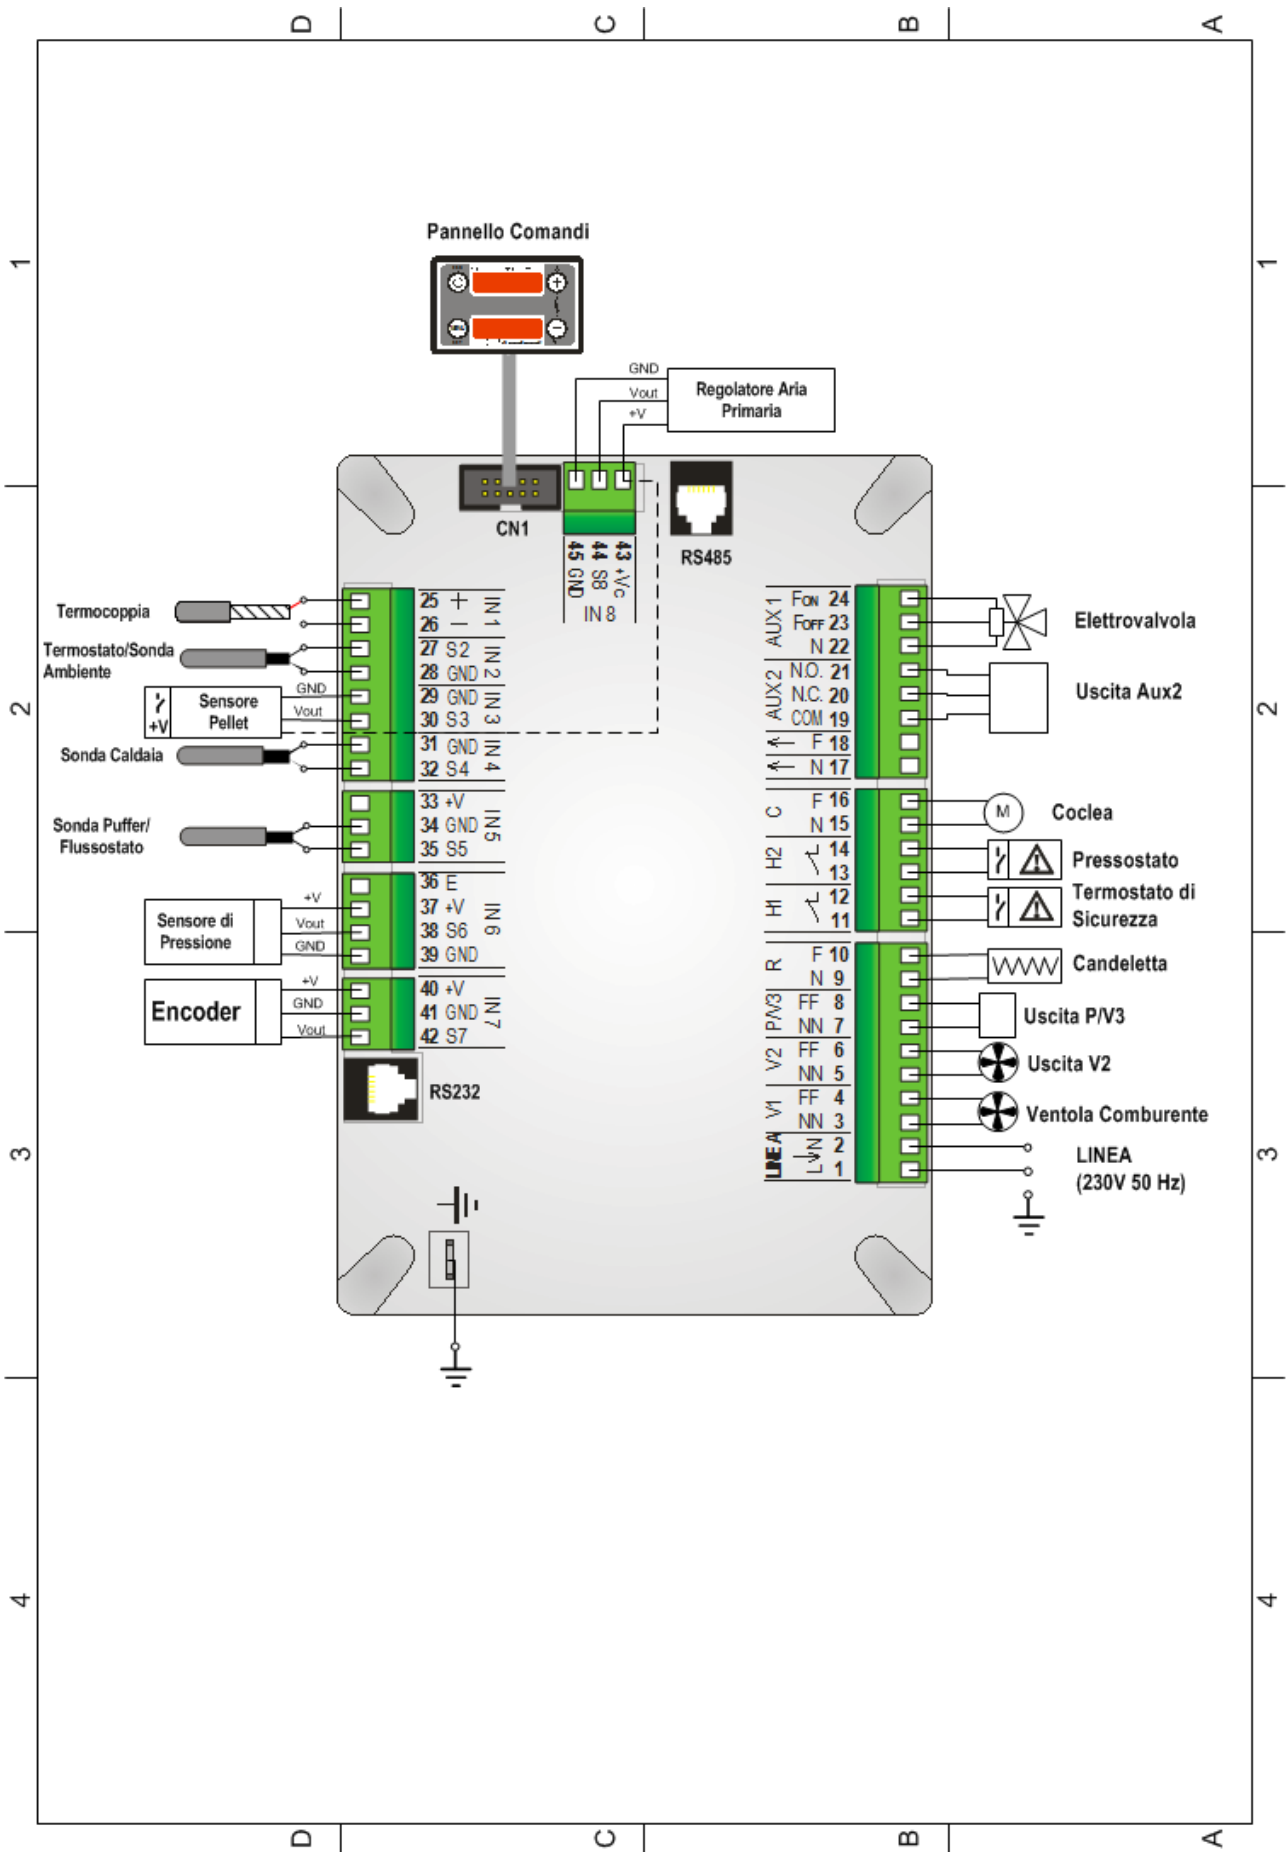 D C B A
1 1
Pannello Comandi
GND
Vout
+V
Regolatore Aria
Primaria
CN1
45 GND
44 S8
43 +Vc
IN 8
RS485
Termocoppia
25 +
26 −
IN 1
Termostato/Sonda
Ambiente
27 S2
28 GND
IN 2
GND
Vout
+V
Sensore
Pellet
29 GND
30 S3
IN 3
Sonda Caldaia
31 GND
32 S4
IN 4
33 +V
34 GND
35 S5
IN 5
Sonda Puffer/
Flussostato
36 E
37 +V
38 S6
39 GND
IN 6
+V
Vout
GND
Sensore di
Pressione
+V
GND
Vout
Encoder
40 +V
41 GND
42 S7
IN 7
RS232
AUX 1
FON 24
FOFF 23
N 22
Elettrovalvola
AUX2
N.O. 21
N.C. 20
COM 19
Uscita Aux2
F 18
N 17
C
F 16
N 15
M
Coclea
H2
14
13
Pressostato
H1
12
11
Termostato di
Sicurezza
R
F 10
N 9
Candeletta
P/V3
FF 8
NN 7
Uscita P/V3
V2
FF 6
NN 5
Uscita V2
V1
FF 4
NN 3
Ventola Comburente
LINEA
N 2
L 1
LINEA
(230V 50 Hz)
2 2
3 3
4 4
D C B A